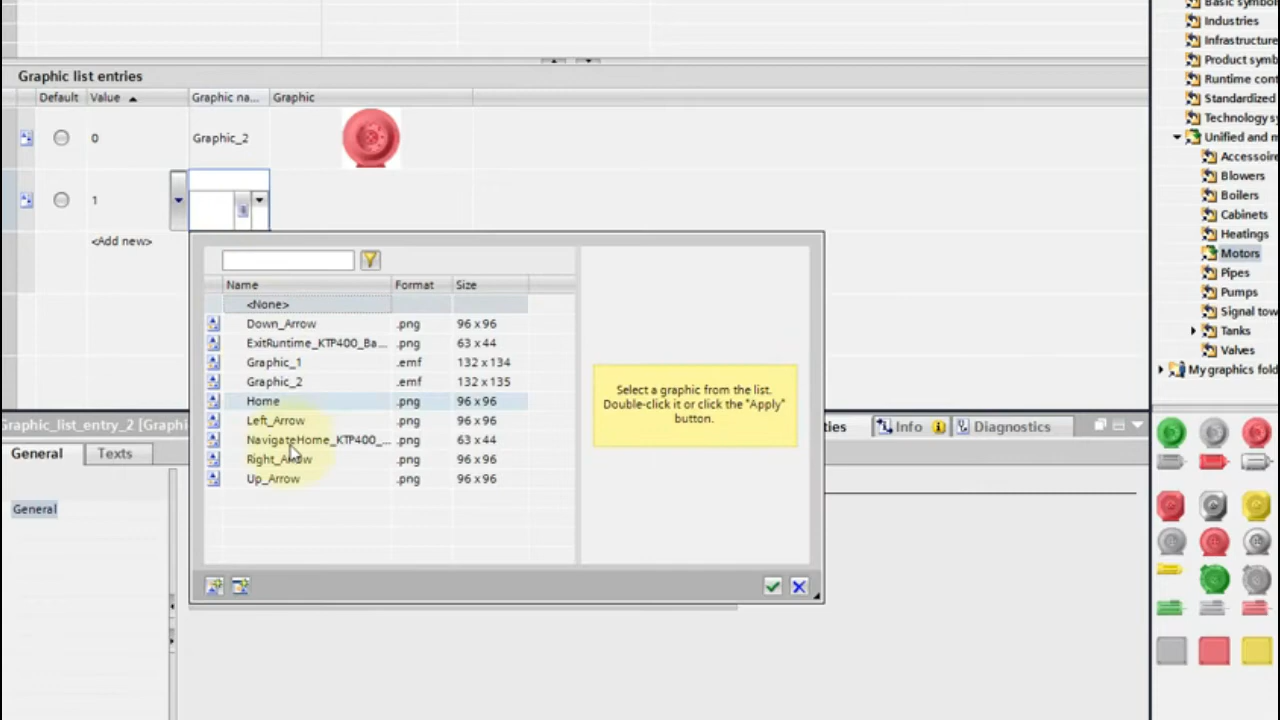 Basic symbol
Industries
Infrastructure
Product symb
Runtime cont
Standardized
Technology sy
Unified and m
Accessoire
Blowers
Boilers
Cabinets
Heatings
Motors
Pipes
Pumps
Signal tow
Tanks
Valves
My graphics fold
Graphic list entries
Default Value Graphic na... Graphic
0 Graphic_2
1
<Add new>
Name Format Size
<None>
Down_Arrow .png 96 x 96
ExitRuntime_KTP400_Ba... .png 63 x 44
Graphic_1 .emf 132 x 134
Graphic_2 .emf 132 x 135
Home .png 96 x 96
Left_Arrow .png 96 x 96
NavigateHome_KTP400_... .png 63 x 44
Right_Arrow .png 96 x 96
Up_Arrow .png 96 x 96
Select a graphic from the list.
Double-click it or click the "Apply"
button.
Graphic_list_entry_2 [Graphi
ties Info Diagnostics
General Texts
General